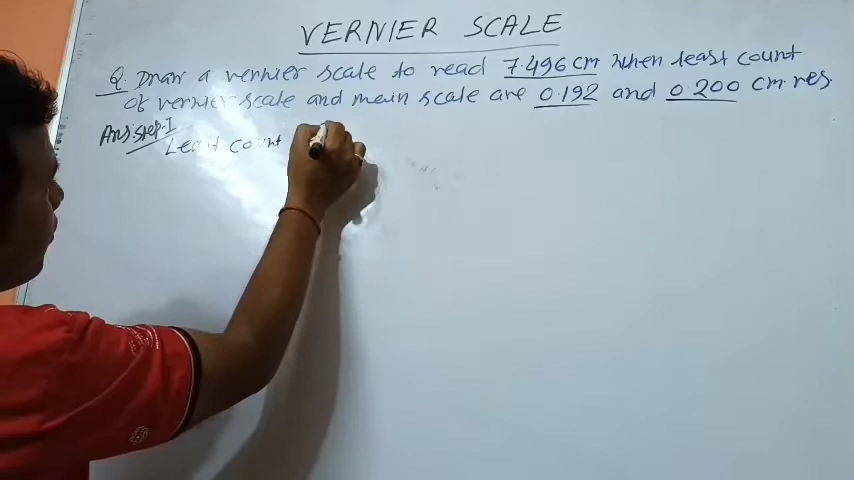 VERNIER SCALE
Q. Draw a vernier scale to read 7.496 cm when least count
of vernier scale and main scale are 0.192 and 0.200 cm res.
Ans: Step-I
Least count